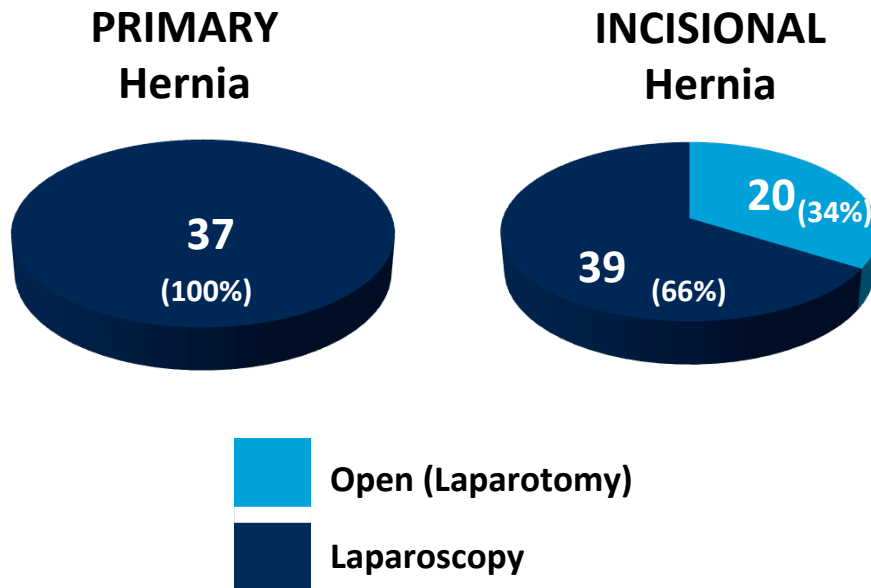 PRIMARY
Hernia
INCISIONAL
Hernia
37
(100%)
20 (34%)
39 (66%)
Open (Laparotomy)
Laparoscopy